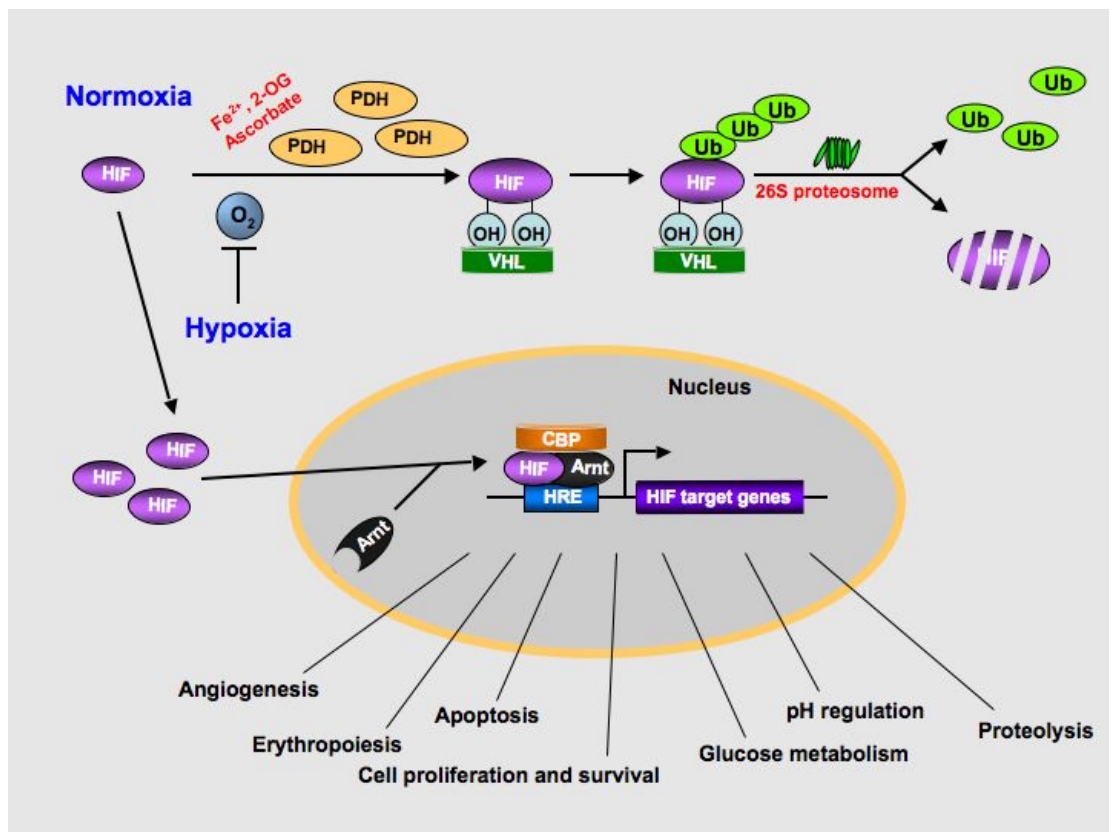 Normoxia
Fe²⁺, 2-OG
Ascorbate
PDH
PDH
PDH
HIF
O₂
Hypoxia
HIF
OH
OH
VHL
Ub
Ub
Ub
HIF
OH
OH
VHL
26S proteosome
Ub
Ub
Ub
HIF
Nucleus
HIF
HIF
HIF
Arnt
CBP
HIF
Arnt
HRE
HIF target genes
Angiogenesis
Erythropoiesis
Apoptosis
Cell proliferation and survival
Glucose metabolism
pH regulation
Proteolysis